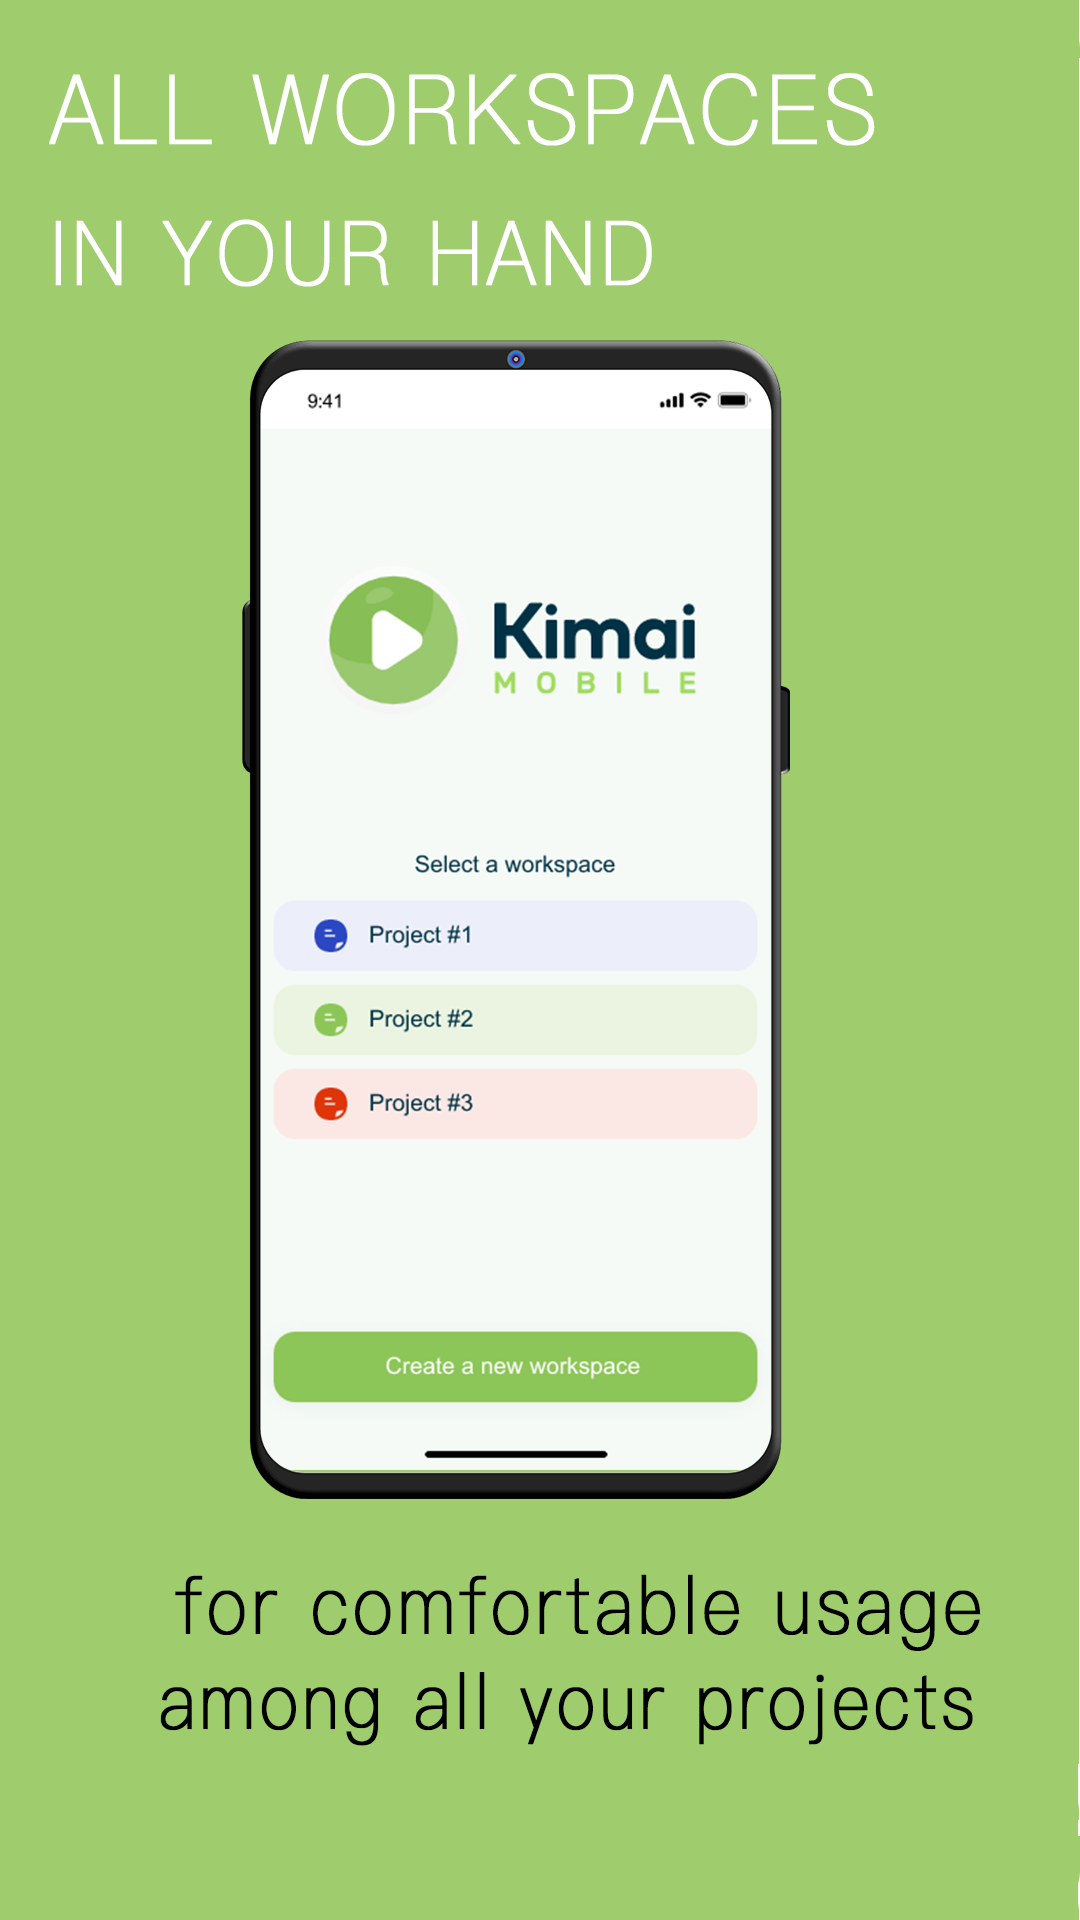 ALL WORKSPACES
IN YOUR HAND
9:41
Kimai
MOBILE
Select a workspace
Project #1
Project #2
Project #3
Create a new workspace
for comfortable usage
among all your projects